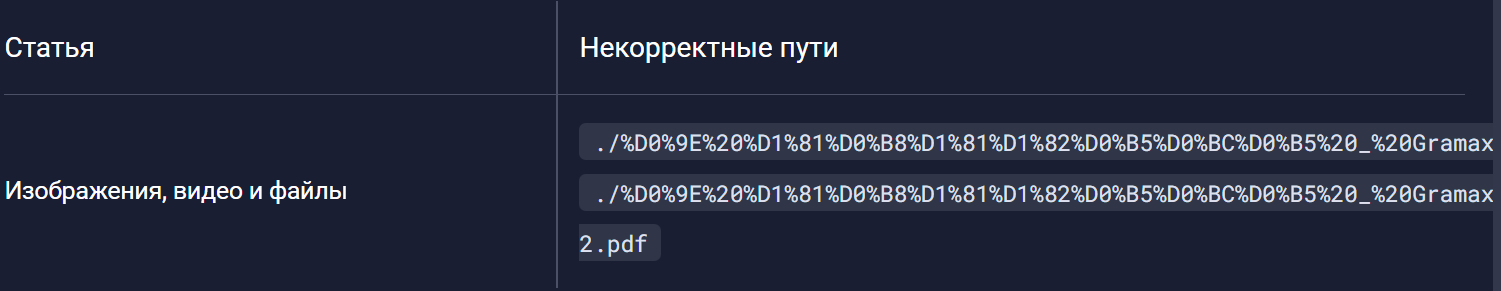 Статья
Некорректные пути
Изображения, видео и файлы
./%D0%9E%20%D1%81%D0%B8%D1%81%D1%82%D0%B5%D0%BC%D0%B5%20_%20Gramax
./%D0%9E%20%D1%81%D0%B8%D1%81%D1%82%D0%B5%D0%BC%D0%B5%20_%20Gramax
2.pdf